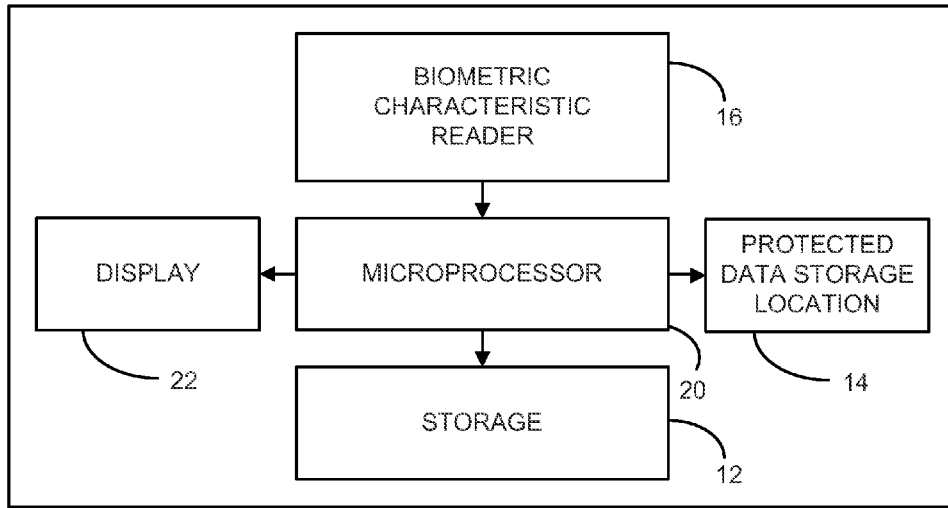 BIOMETRIC
CHARACTERISTIC
READER
16
DISPLAY
MICROPROCESSOR
PROTECTED
DATA STORAGE
LOCATION
22
20
14
STORAGE
12